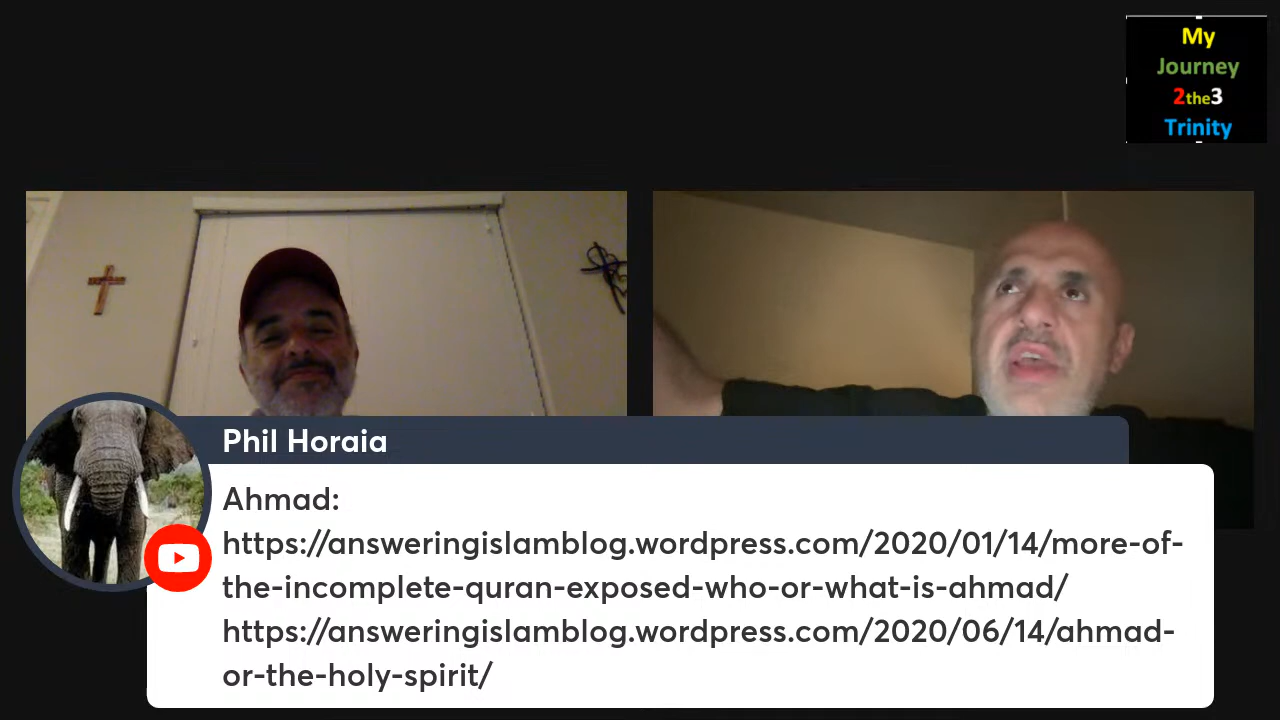 My
Journey
2the3
Trinity
Phil Horaia
Ahmad:
https://answeringislamblog.wordpress.com/2020/01/14/more-of-
the-incomplete-quran-exposed-who-or-what-is-ahmad/
https://answeringislamblog.wordpress.com/2020/06/14/ahmad-
or-the-holy-spirit/